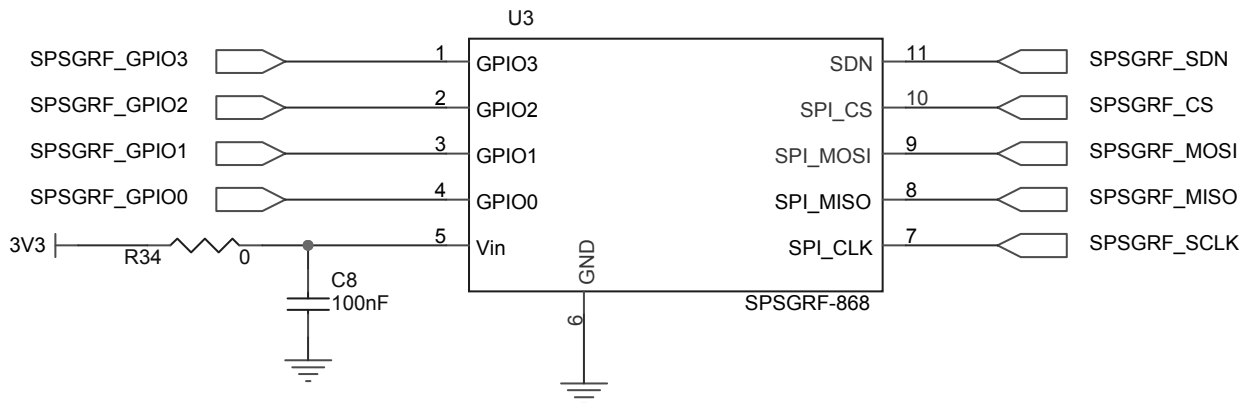 U3
SPSGRF_GPIO3 1 GPIO3 SDN 11 SPSGRF_SDN
SPSGRF_GPIO2 2 GPIO2 SPI_CS 10 SPSGRF_CS
SPSGRF_GPIO1 3 GPIO1 SPI_MOSI 9 SPSGRF_MOSI
SPSGRF_GPIO0 4 GPIO0 SPI_MISO 8 SPSGRF_MISO
3V3 R34 0 5 Vin GND SPI_CLK 7 SPSGRF_SCLK
C8
100nF
SPSGRF-868
6